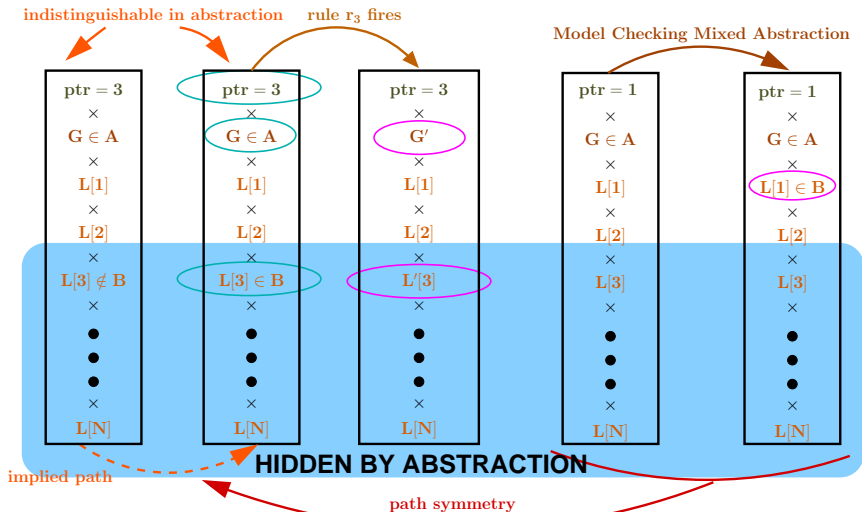 indistinguishable in abstraction
rule r₃ fires
Model Checking Mixed Abstraction
ptr = 3
×
G ∈ A
×
L[1]
×
L[2]
×
L[3] ∉ B
×
×
L[N]
ptr = 3
×
G ∈ A
×
L[1]
×
L[2]
×
L[3] ∈ B
×
×
L[N]
ptr = 3
×
G′
×
L[1]
×
L[2]
×
L′[3]
×
×
L[N]
ptr = 1
×
G ∈ A
×
L[1]
×
L[2]
×
L[3]
×
×
L[N]
ptr = 1
×
G ∈ A
×
L[1] ∈ B
×
L[2]
×
L[3]
×
×
L[N]
HIDDEN BY ABSTRACTION
implied path
path symmetry